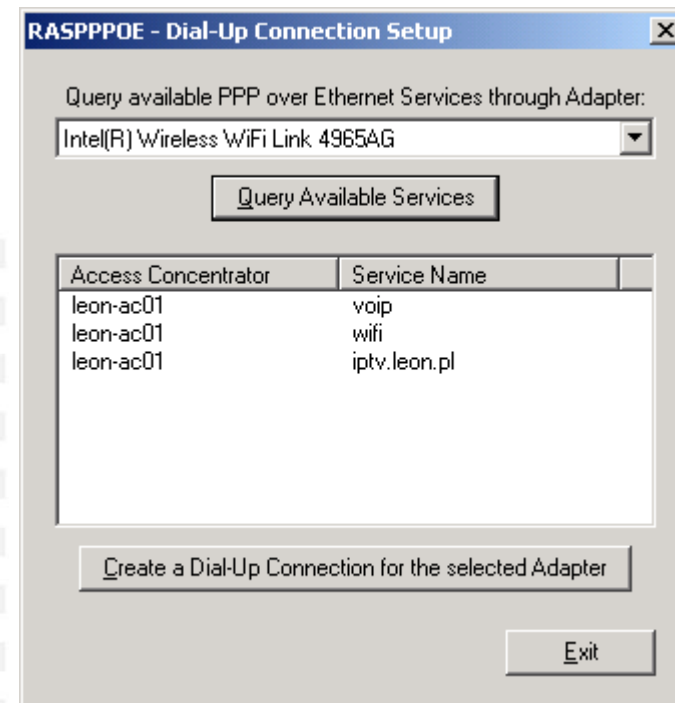 RASPPPOE - Dial-Up Connection Setup
Query available PPP over Ethernet Services through Adapter:
Intel(R) Wireless WiFi Link 4965AG
Query Available Services
Access Concentrator Service Name
leon-ac01 voip
leon-ac01 wifi
leon-ac01 iptv.leon.pl
Create a Dial-Up Connection for the selected Adapter
Exit